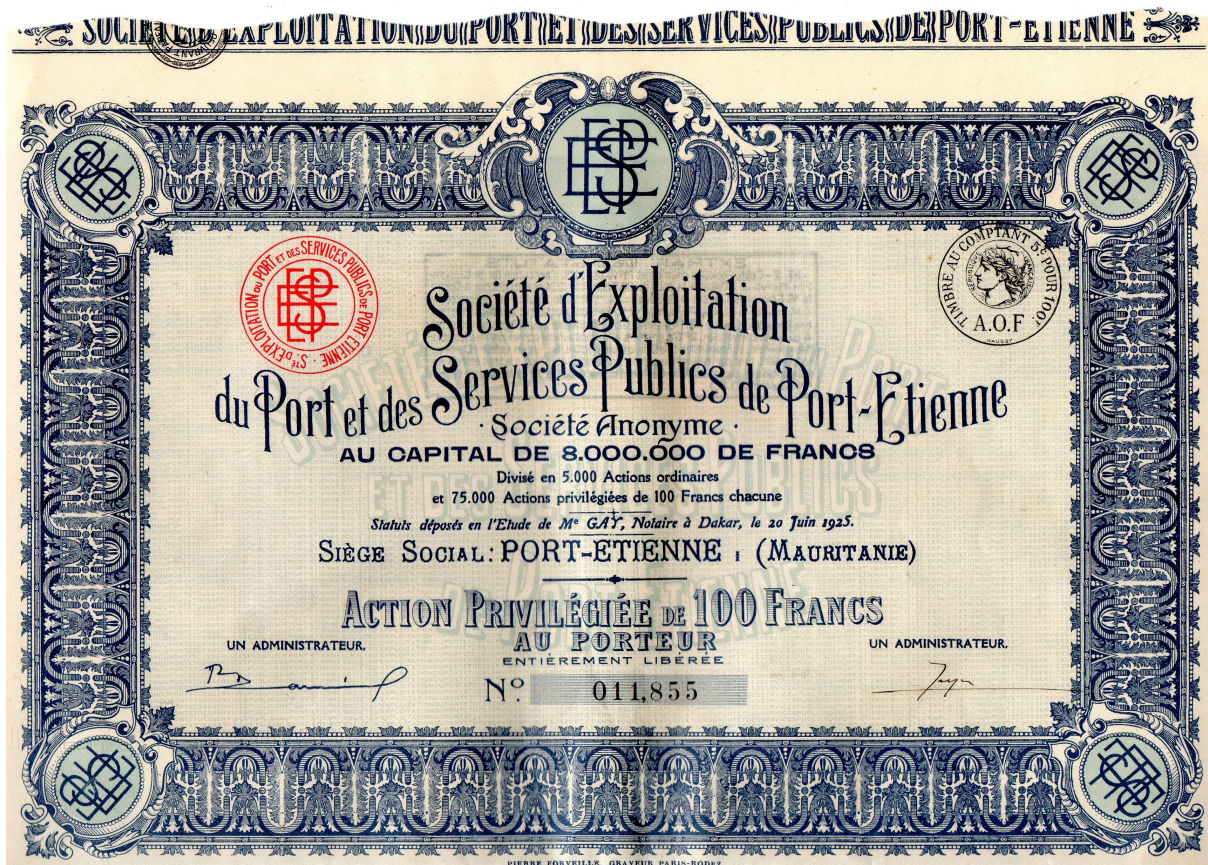 SOCIÉTÉ D'EXPLOITATION DU PORT ET DES SERVICES PUBLICS DE PORT-ETIENNE
Sté D'EXPLOITATION DU PORT ET DES SERVICES PUBLICS DE PORT ETIENNE
TIMBRE AU COMPTANT 5c. POUR 100f.
A.O.F
Société d'Exploitation
du Port et des Services Publics de Port-Etienne
· Société Anonyme ·
AU CAPITAL DE 8.000.000 DE FRANCS
Divisé en 5.000 Actions ordinaires
et 75.000 Actions privilégiées de 100 Francs chacune
Statuts déposés en l'Etude de Me GAY, Notaire à Dakar, le 20 Juin 1925.
SIÈGE SOCIAL: PORT-ETIENNE : (MAURITANIE)
ACTION PRIVILÉGIÉE DE 100 FRANCS
AU PORTEUR
ENTIÈREMENT LIBÉRÉE
UN ADMINISTRATEUR.
UN ADMINISTRATEUR.
No. 011,855
PIERRE FORVEILLE, GRAVEUR PARIS-RODEZ